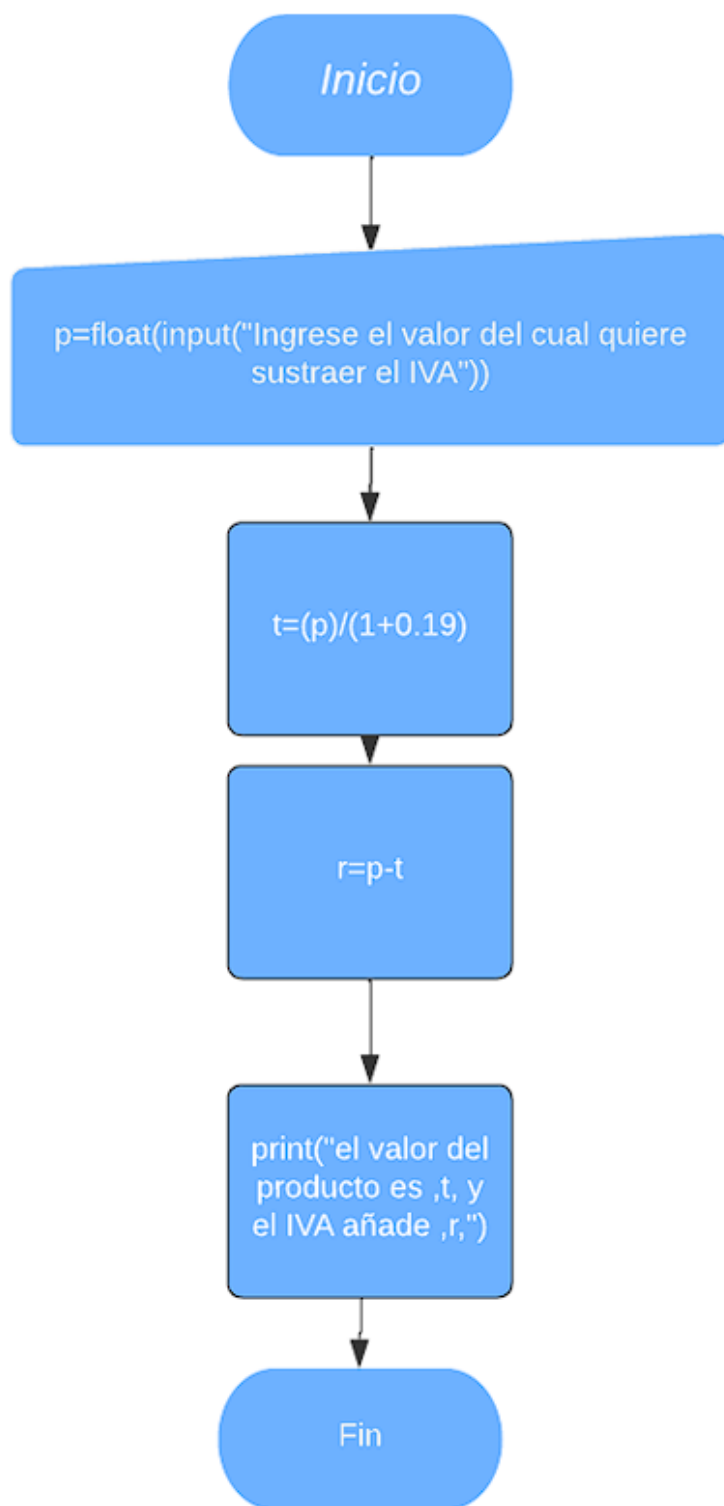 Inicio
p=float(input("Ingrese el valor del cual quiere
sustraer el IVA"))
t=(p)/(1+0.19)
r=p-t
print("el valor del
producto es ,t, y
el IVA añade ,r,")
Fin